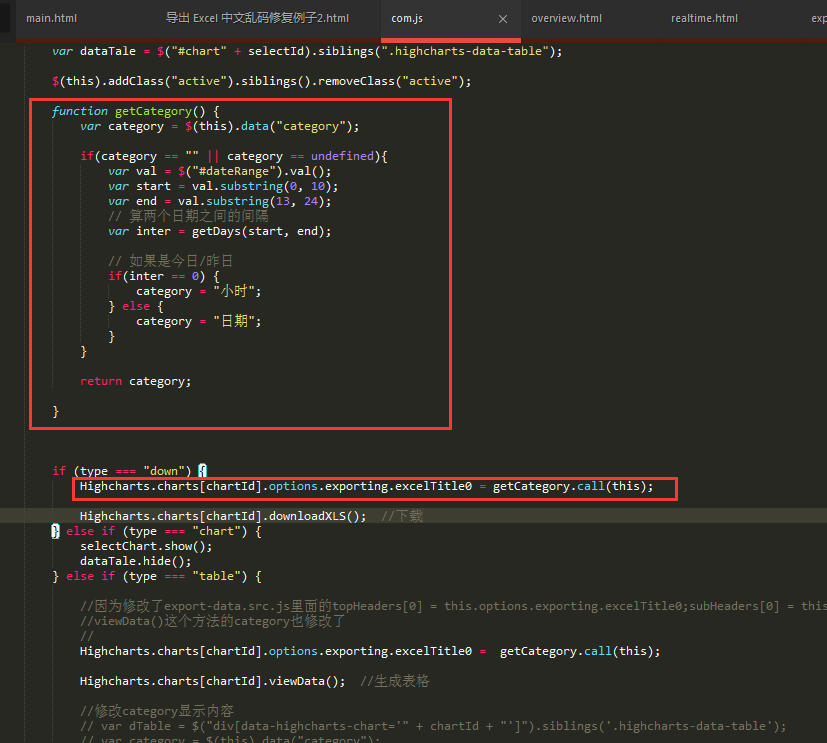 main.html 导出 Excel 中文乱码修复例子2.html com.js × overview.html realtime.html exp
var dataTale = $("#chart" + selectId).siblings(".highcharts-data-table");
$(this).addClass("active").siblings().removeClass("active");
function getCategory() {
var category = $(this).data("category");
if(category == "" || category == undefined){
var val = $("#dateRange").val();
var start = val.substring(0, 10);
var end = val.substring(13, 24);
// 算两个日期之间的间隔
var inter = getDays(start, end);
// 如果是今日/昨日
if(inter == 0) {
category = "小时";
} else {
category = "日期";
}
}
return category;
}
if (type === "down") {
Highcharts.charts[chartId].options.exporting.excelTitle0 = getCategory.call(this);
Highcharts.charts[chartId].downloadXLS(); //下载
} else if (type === "chart") {
selectChart.show();
dataTale.hide();
} else if (type === "table") {
//因为修改了export-data.src.js里面的topHeaders[0] = this.options.exporting.excelTitle0;subHeaders[0] = this
//viewData()这个方法的category也修改了
//
Highcharts.charts[chartId].options.exporting.excelTitle0 = getCategory.call(this);
Highcharts.charts[chartId].viewData(); //生成表格
//修改category显示内容
// var dTable = $("div[data-highcharts-chart='" + chartId + "']").siblings('.highcharts-data-table');
// var category = $(this).data("category");